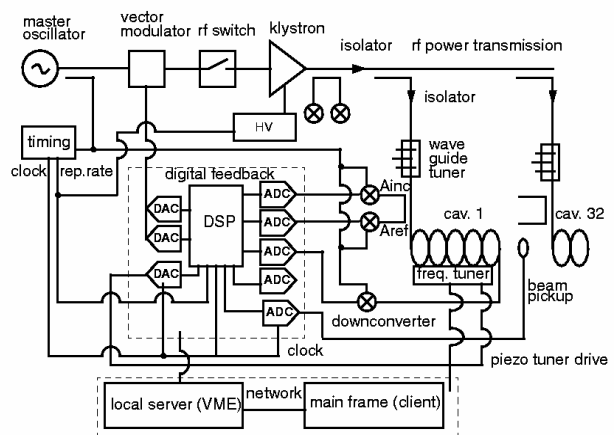 master
oscillator
vector
modulator
rf switch
klystron
isolator
rf power transmission
isolator
HV
timing
clock
rep.rate
wave
guide
tuner
digital feedback
DAC
DAC
DAC
DSP
ADC
ADC
ADC
ADC
ADC
Ainc
Aref
cav. 1
cav. 32
freq. tuner
beam
pickup
downconverter
clock
piezo tuner drive
network
local server (VME)
main frame (client)